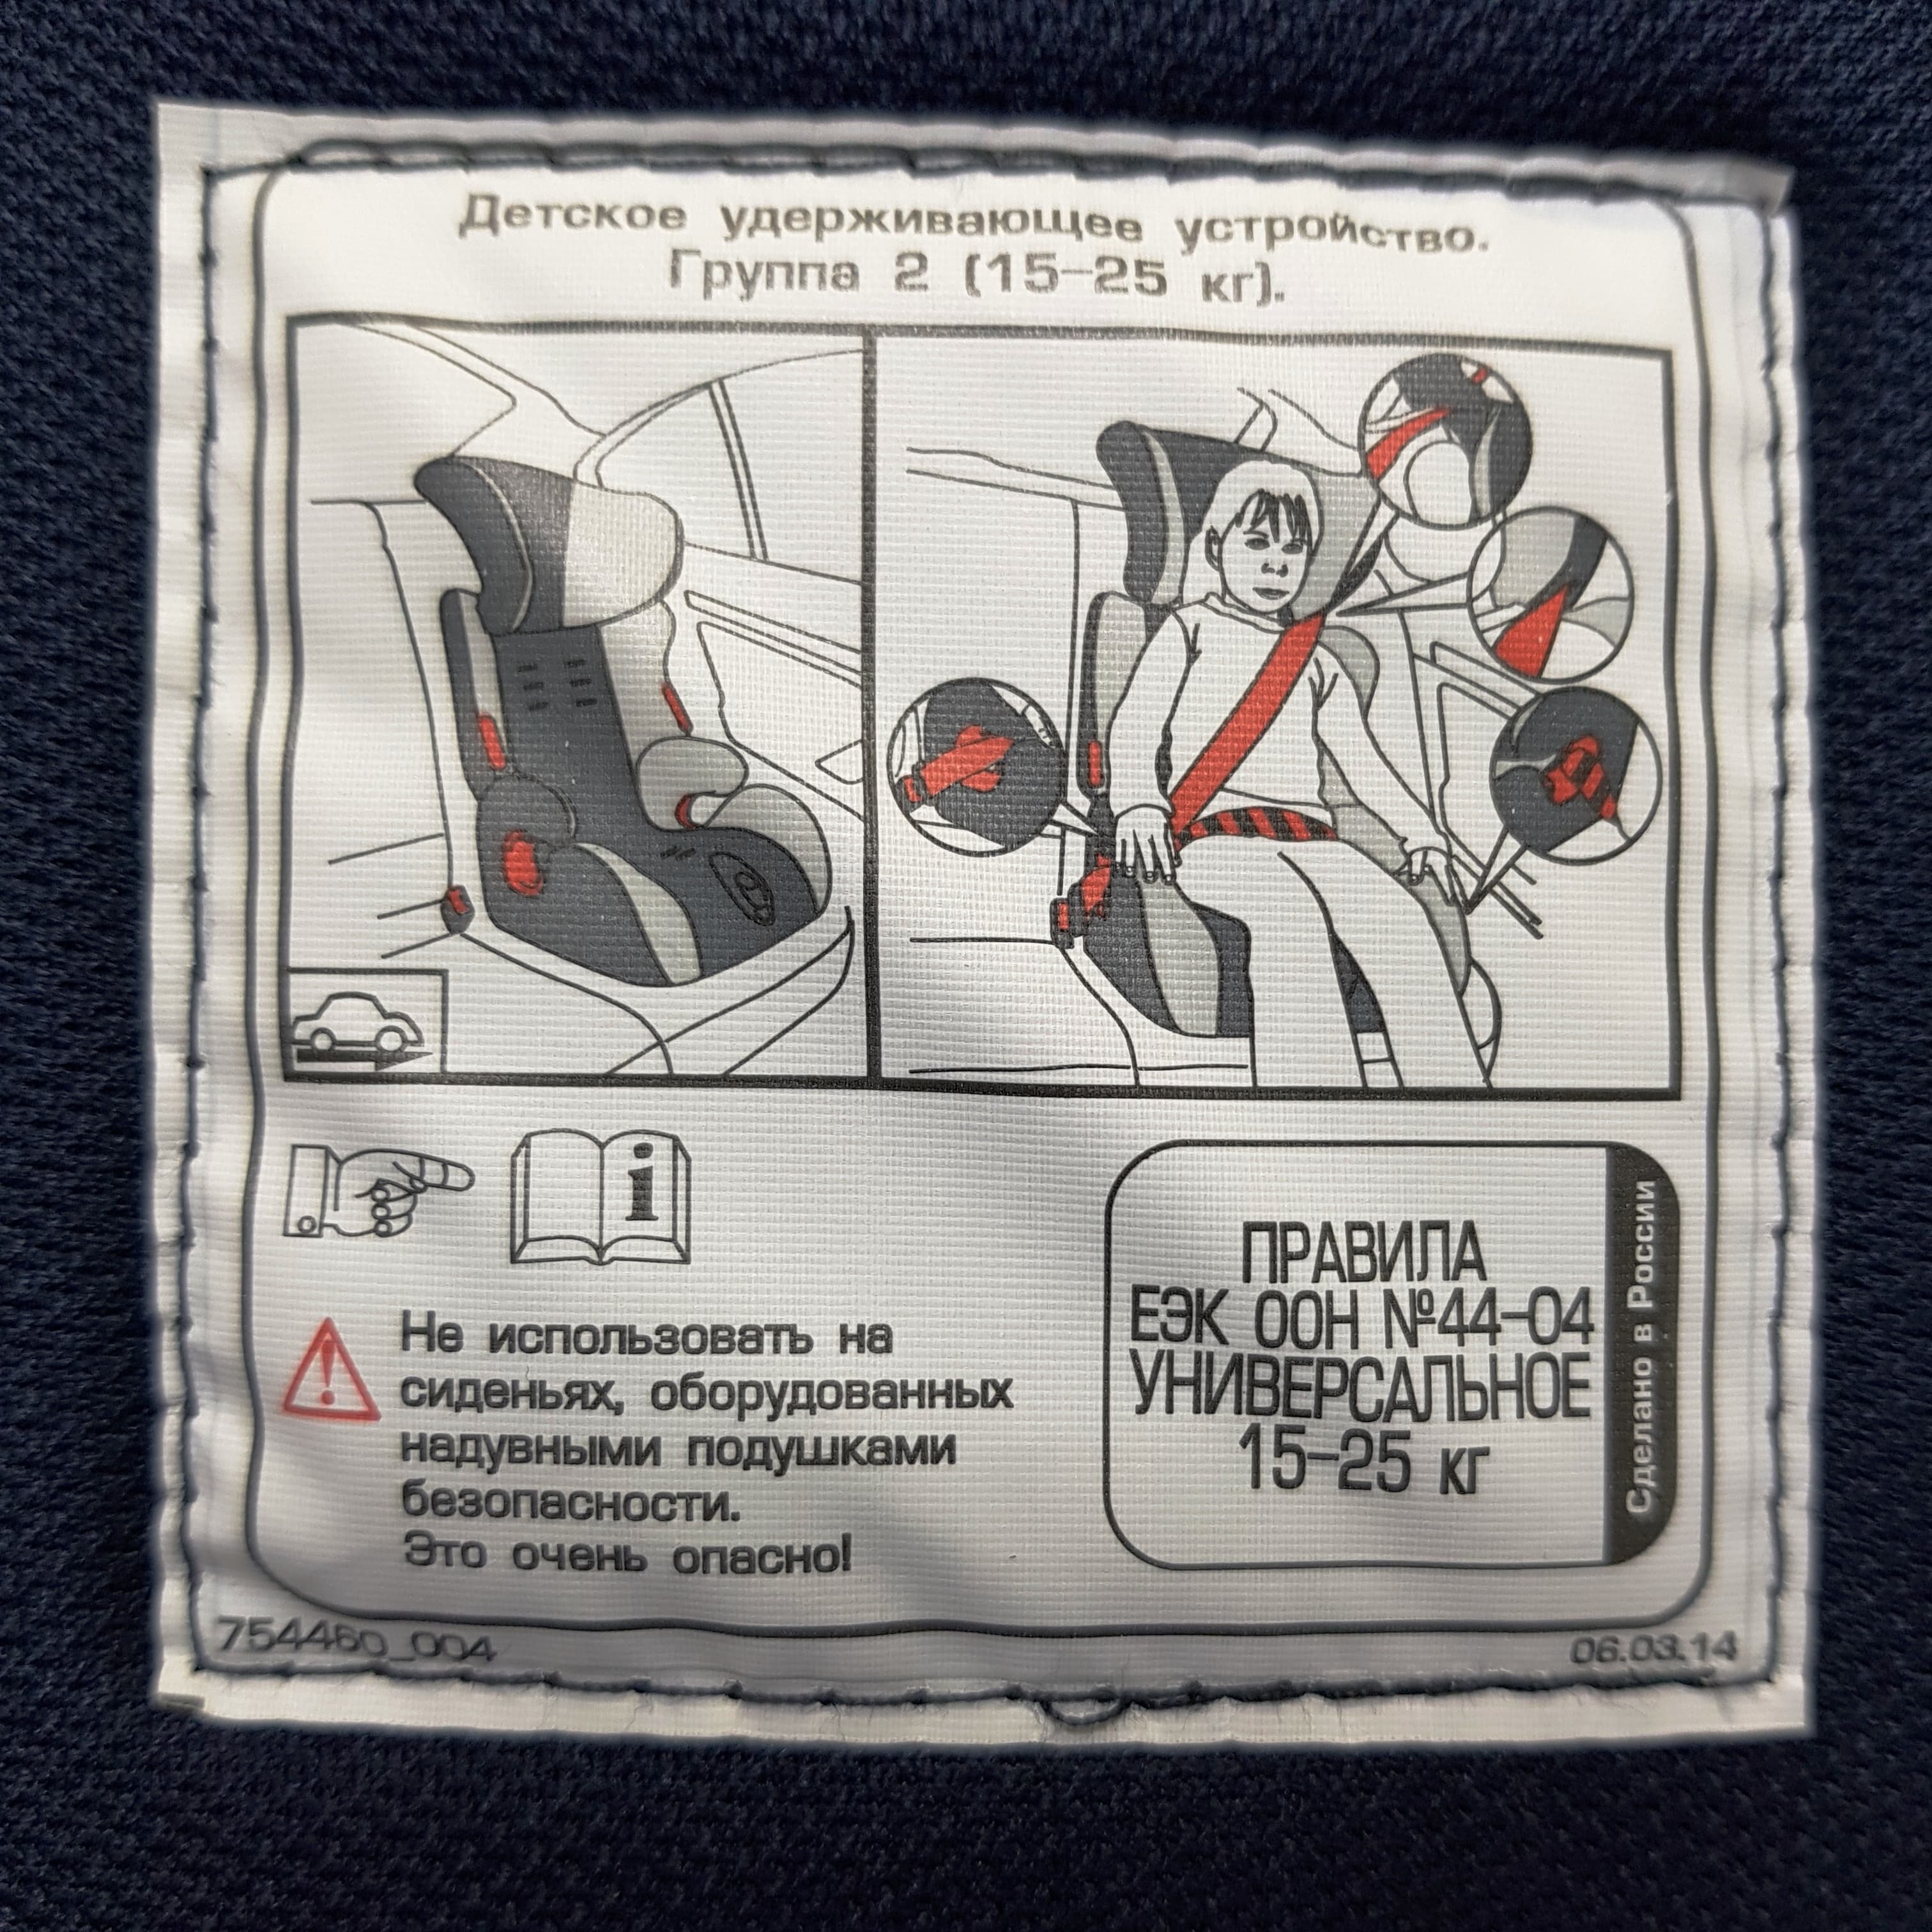 Детское удерживающее устройство.
Группа 2 (15-25 кг).
i
Не использовать на
сиденьях, оборудованных
надувными подушками
безопасности.
Это очень опасно!
ПРАВИЛА
ЕЭК ООН №44-04
УНИВЕРСАЛЬНОЕ
15-25 кг
Сделано в России
754460_004
06.03.14